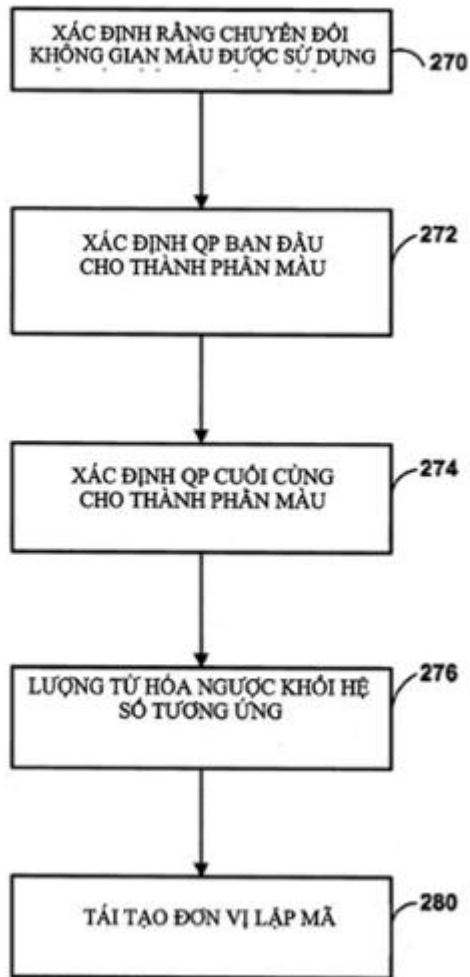 XÁC ĐỊNH RẰNG CHUYỂN ĐỔI
KHÔNG GIAN MÀU ĐƯỢC SỬ DỤNG
270
XÁC ĐỊNH QP BAN ĐẦU
CHO THÀNH PHẦN MÀU
272
XÁC ĐỊNH QP CUỐI CÙNG
CHO THÀNH PHẦN MÀU
274
LƯỢNG TỬ HÓA NGƯỢC KHỐI HỆ
SỐ TƯƠNG ỨNG
276
TÁI TẠO ĐƠN VỊ LẬP MÃ
280